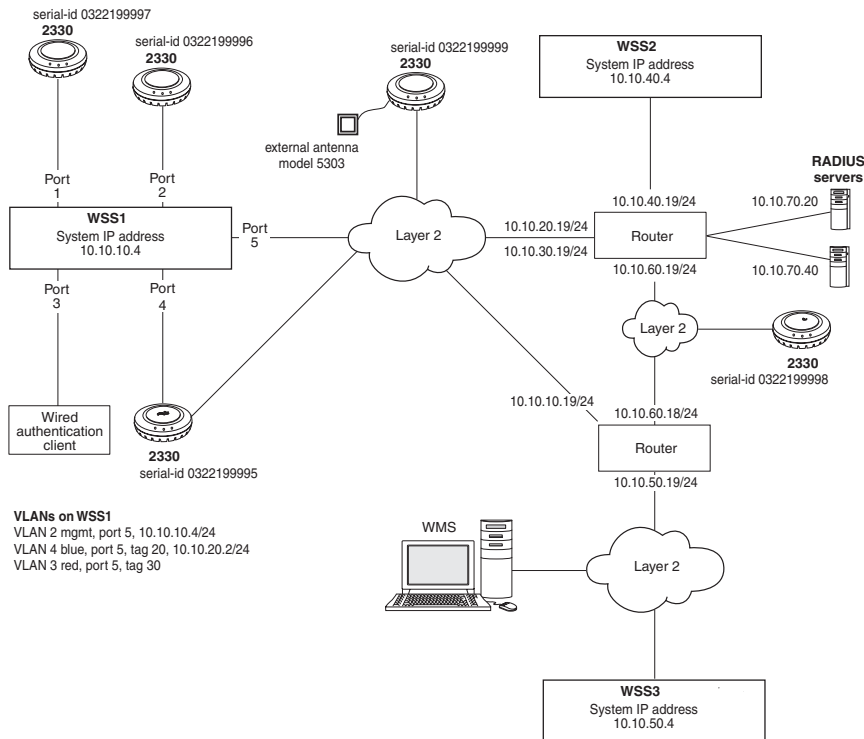 serial-id 0322199997
2330
serial-id 0322199996
2330
serial-id 0322199999
2330
external antenna
model 5303
WSS2
System IP address
10.10.40.4
RADIUS
servers
Port
1
Port
2
WSS1
System IP address
10.10.10.4
Port
5
Port
3
Port
4
Layer 2
10.10.20.19/24
10.10.30.19/24
10.10.40.19/24
Router
10.10.60.19/24
10.10.70.20
10.10.70.40
Layer 2
2330
serial-id 0322199998
Wired
authentication
client
2330
serial-id 0322199995
10.10.10.19/24
10.10.60.18/24
Router
10.10.50.19/24
VLANs on WSS1
VLAN 2 mgmt, port 5, 10.10.10.4/24
VLAN 4 blue, port 5, tag 20, 10.10.20.2/24
VLAN 3 red, port 5, tag 30
WMS
Layer 2
WSS3
System IP address
10.10.50.4